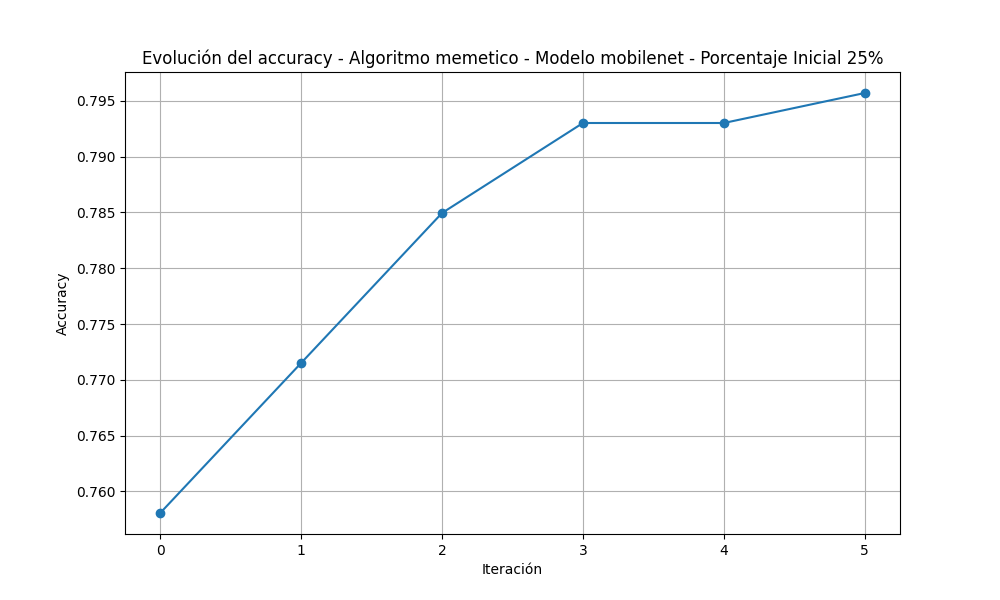 Evolución del accuracy - Algoritmo memetico - Modelo mobilenet - Porcentaje Inicial 25%
0.795
0.790
0.785
0.780
0.775
0.770
0.765
0.760
Accuracy
0 1 2 3 4 5
Iteración